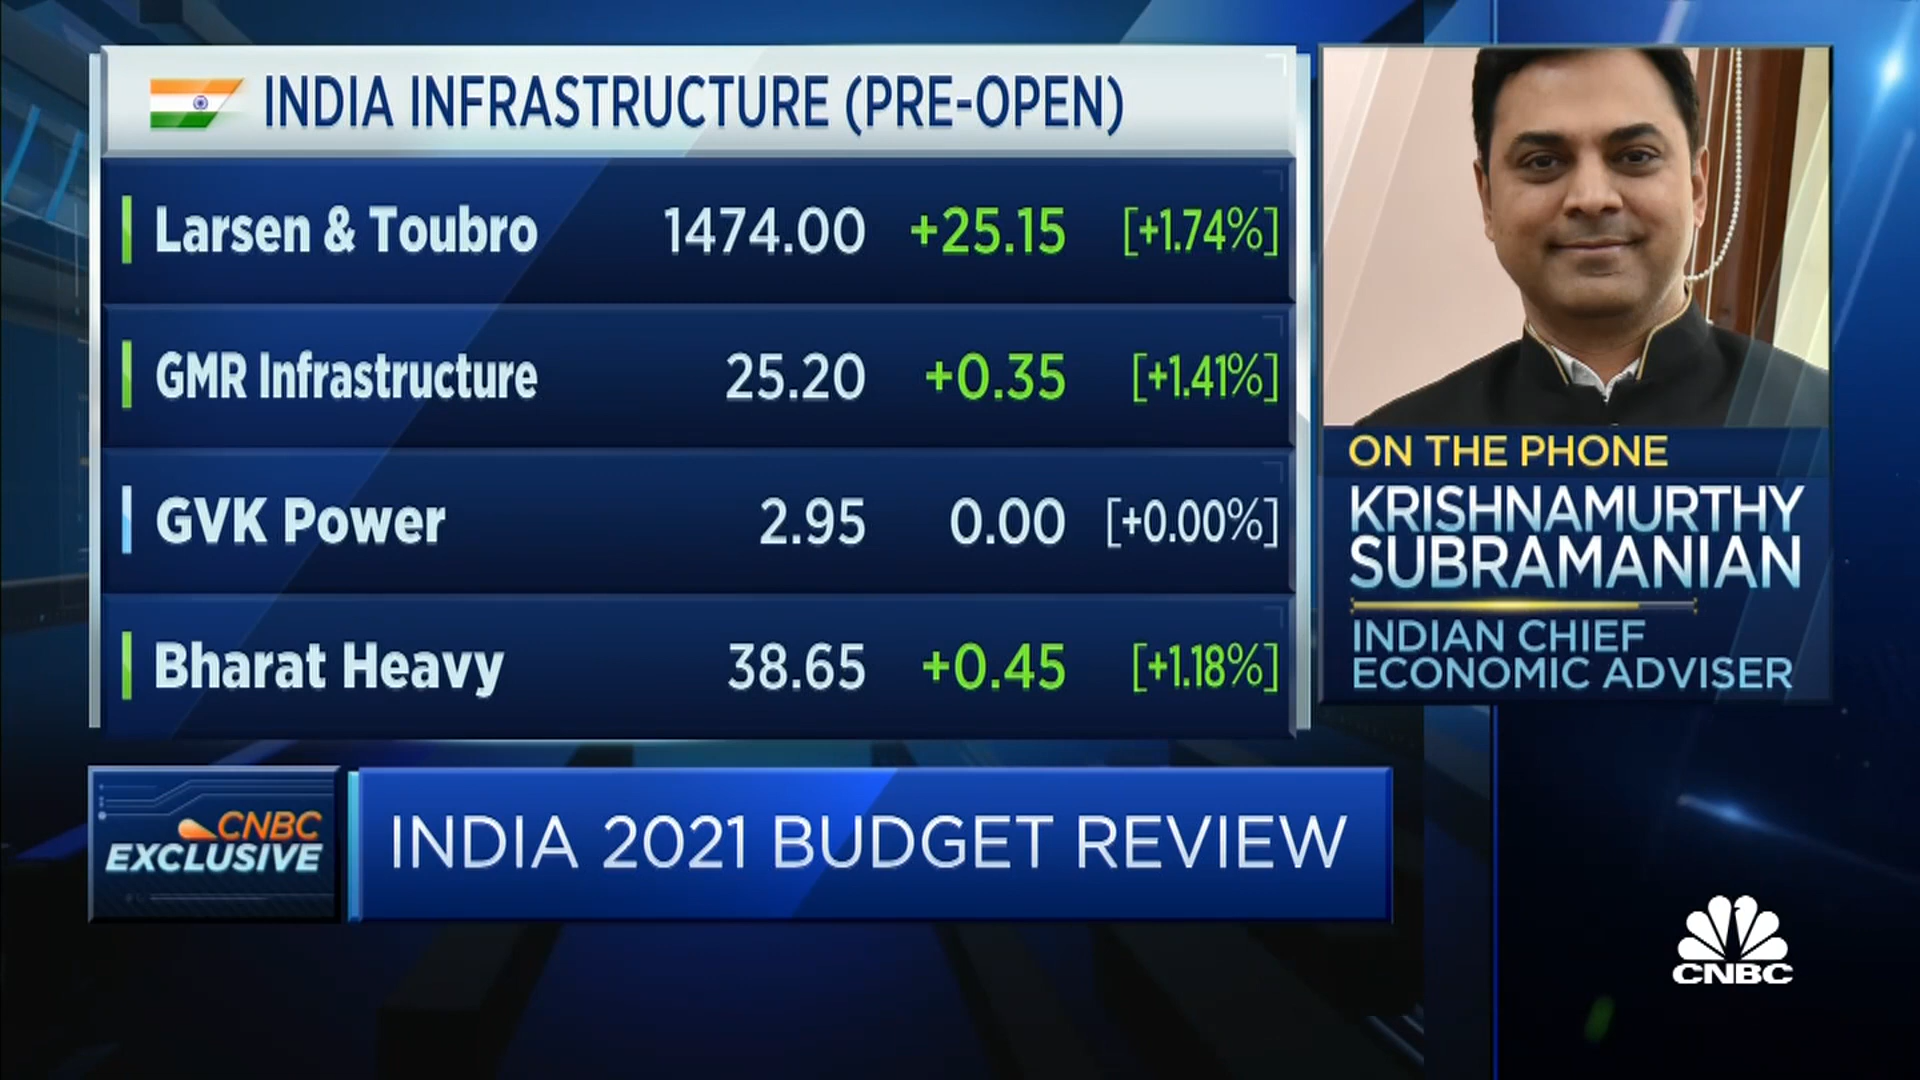 INDIA INFRASTRUCTURE (PRE-OPEN)
Larsen & Toubro 1474.00 +25.15 [+1.74%]
GMR Infrastructure 25.20 +0.35 [+1.41%]
GVK Power 2.95 0.00 [+0.00%]
Bharat Heavy 38.65 +0.45 [+1.18%]
ON THE PHONE
KRISHNAMURTHY
SUBRAMANIAN
INDIAN CHIEF
ECONOMIC ADVISER
CNBC
EXCLUSIVE
INDIA 2021 BUDGET REVIEW
CNBC